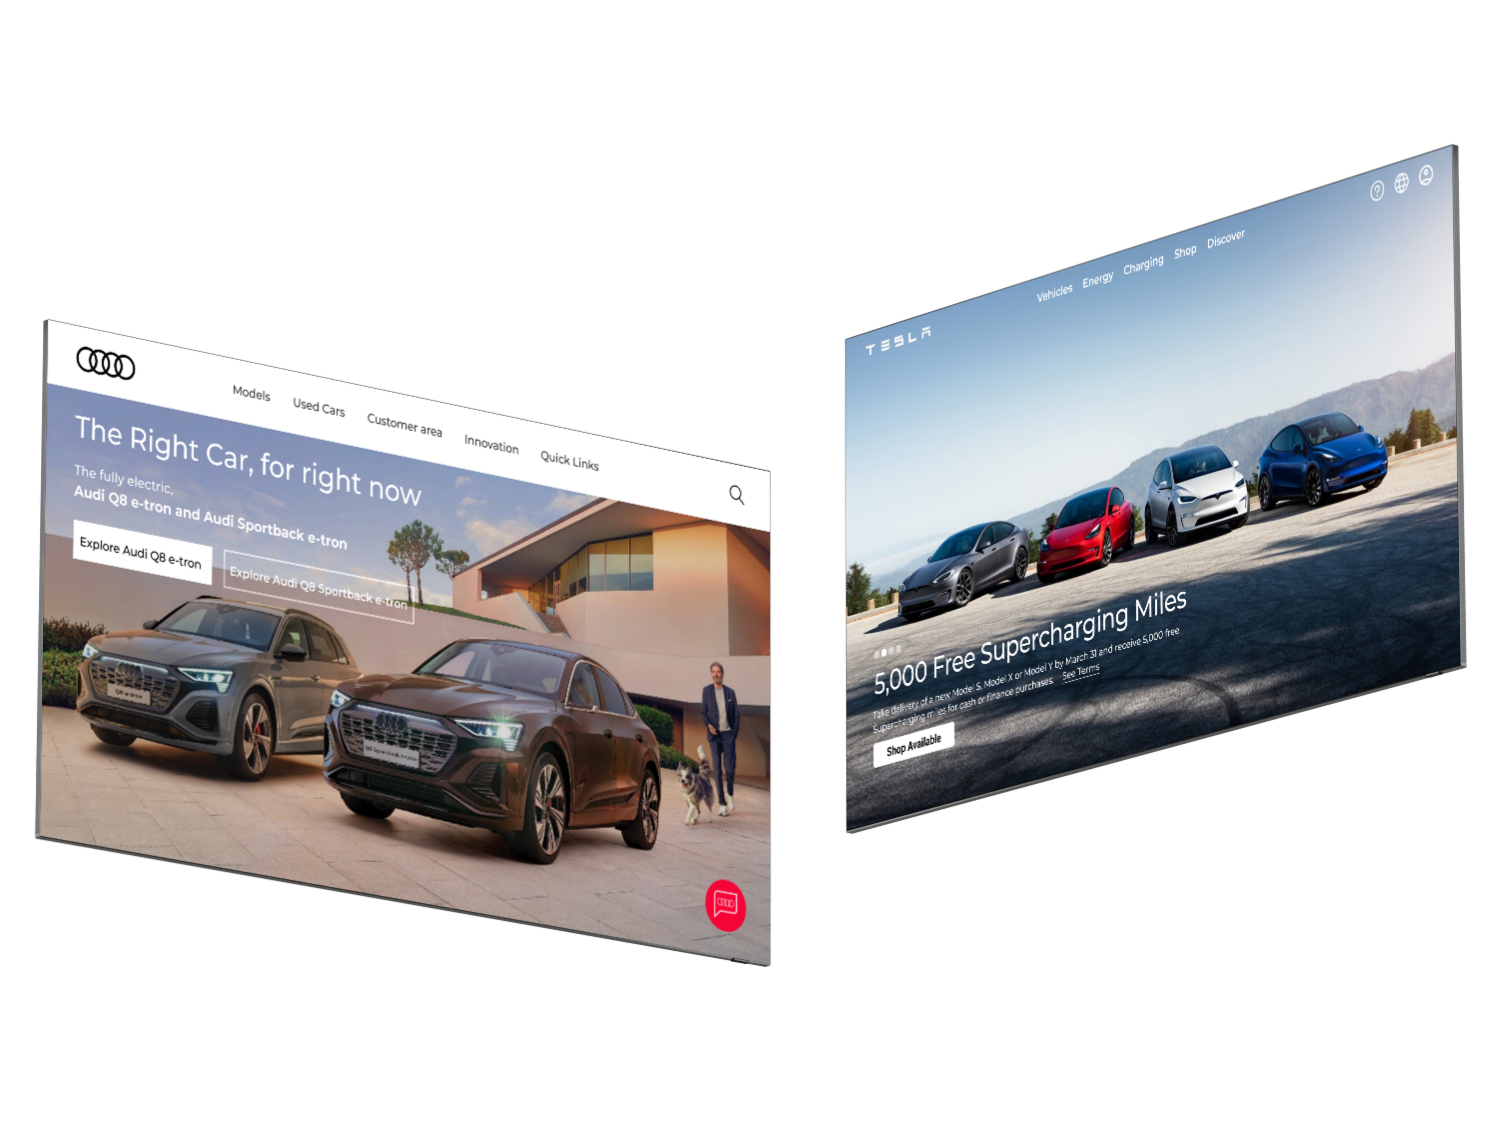 Models Used Cars Customer area Innovation Quick Links
The Right Car, for right now
The fully electric,
Audi Q8 e-tron and Audi Sportback e-tron
Explore Audi Q8 e-tron
Explore Audi Q8 Sportback e-tron
Q8 e-tron
TESLA
Vehicles Energy Charging Shop Discover
5,000 Free Supercharging Miles
Take delivery of a new Model S, Model X or Model Y by March 31 and receive 5,000 free
Supercharging miles for cash or finance purchases. See Terms
Shop Available